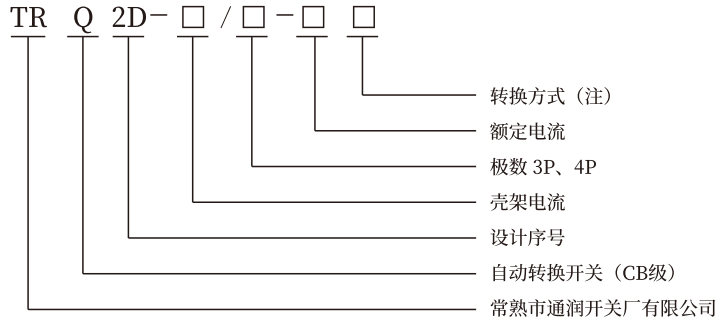 TR Q 2D-□/□-□ □
转换方式（注）
额定电流
极数 3P、4P
壳架电流
设计序号
自动转换开关（CB级）
常熟市通润开关厂有限公司